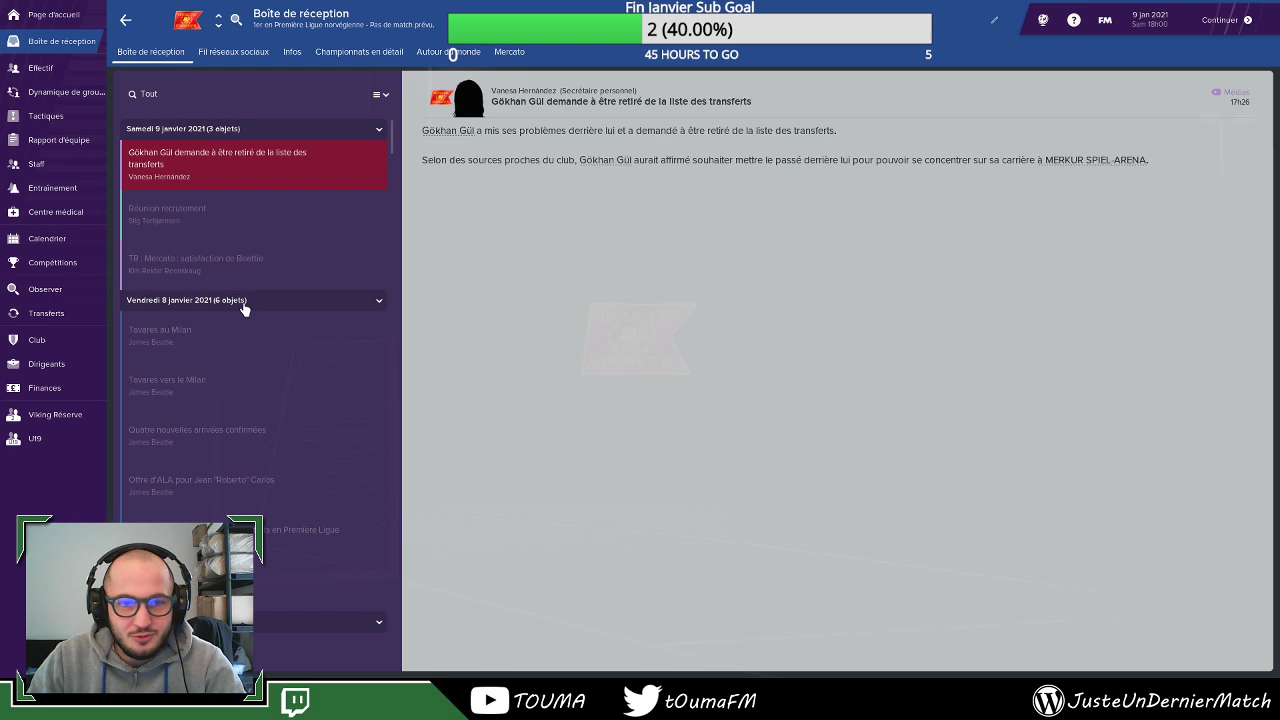 Page d'accueil
Boîte de réception
Effectif
Dynamique de grou...
Tactiques
Rapport d'équipe
Staff
Entraînement
Centre médical
Calendrier
Compétitions
Observer
Transferts
Club
Dirigeants
Finances
Viking Réserve
U19
Boîte de réception
1er en Première Ligue norvégienne - Pas de match prévu.
Fin Janvier Sub Goal
2 (40.00%)
0
45 HOURS TO GO
5
FM
9 jan 2021
Sam 18h00
Continuer
Boîte de réception
Fil réseaux sociaux
Infos
Championnats en détail
Autour du monde
Mercato
Tout
Samedi 9 janvier 2021 (3 objets)
Gökhan Gül demande à être retiré de la liste des
transferts
Vanesa Hernández
Réunion recrutement
Stig Torbjørnsen
TR : Mercato : satisfaction de Beattie
Vendredi 8 janvier 2021 (6 objets)
Tavares au Milan
James Beattie
Tavares vers le Milan
James Beattie
Quatre nouvelles arrivées confirmées
James Beattie
Offre d'ALA pour Jean "Roberto" Carlos
James Beattie
en Première Ligue
Vanesa Hernández (Secrétaire personnel)
Gökhan Gül demande à être retiré de la liste des transferts
Médias
17h26
Gökhan Gül a mis ses problèmes derrière lui et a demandé à être retiré de la liste des transferts.
Selon des sources proches du club, Gökhan Gül aurait affirmé souhaiter mettre le passé derrière lui pour pouvoir se concentrer sur sa carrière à MERKUR SPIEL-ARENA.
TOUMA
tOumaFM
JusteUnDernierMatch